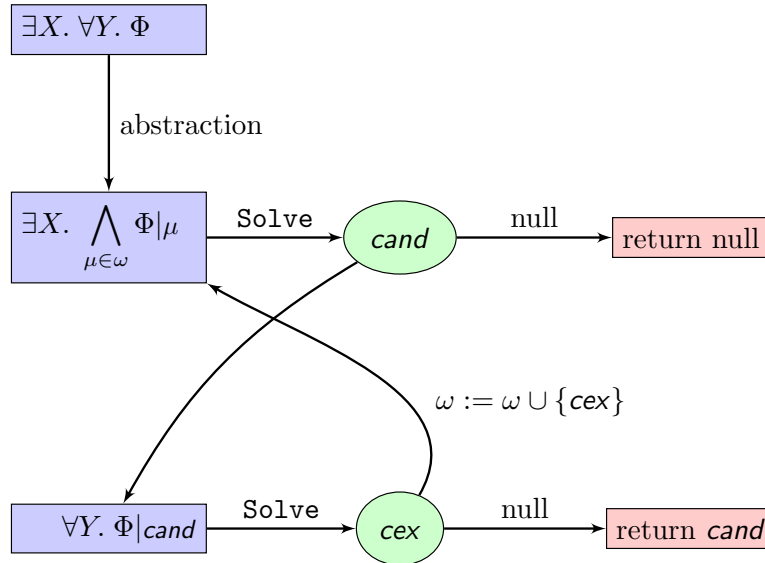 ∃X. ∀Y. Φ
abstraction
∃X. ⋀ Φ|μ
μ∈ω
Solve
cand
null
return null
ω := ω ∪ {cex}
∀Y. Φ|cand
Solve
cex
null
return cand